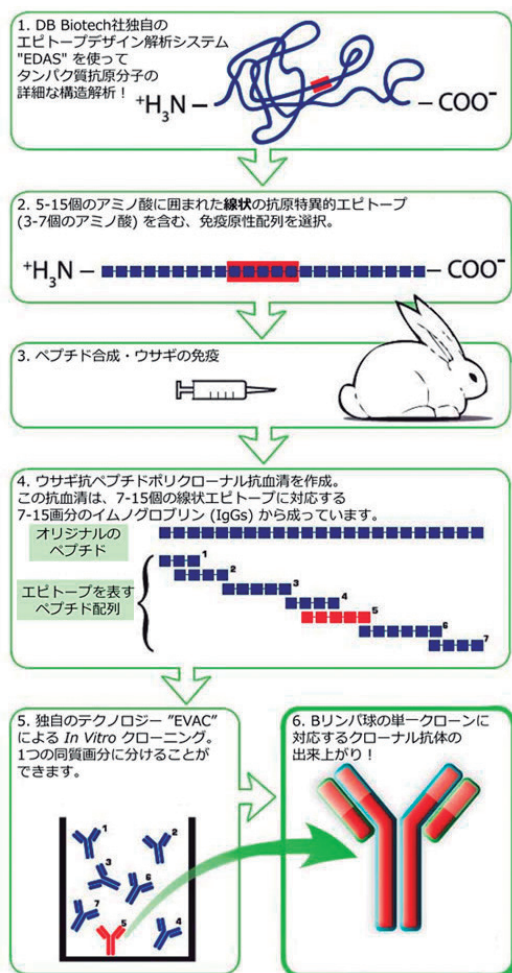 1. DB Biotech社独自の
エピトープデザイン解析システム
"EDAS" を使って
タンパク質抗原分子の
詳細な構造解析！
⁺H₃N
COO⁻
2. 5-15個のアミノ酸に囲まれた線状の抗原特異的エピトープ
(3-7個のアミノ酸) を含む、免疫原性配列を選択。
⁺H₃N
COO⁻
3. ペプチド合成・ウサギの免疫
4. ウサギ抗ペプチドポリクローナル抗血清を作成。
この抗血清は、7-15個の線状エピトープに対応する
7-15画分のイムノグロブリン (IgGs) から成っています。
オリジナルの
ペプチド
エピトープを表す
ペプチド配列
1
2
3
4
5
6
7
5. 独自のテクノロジー "EVAC"
による In Vitro クローニング。
1つの同質画分に分けることが
できます。
1
2
3
6
7
5
4
6. Bリンパ球の単一クローンに
対応するクローナル抗体の
出来上がり！